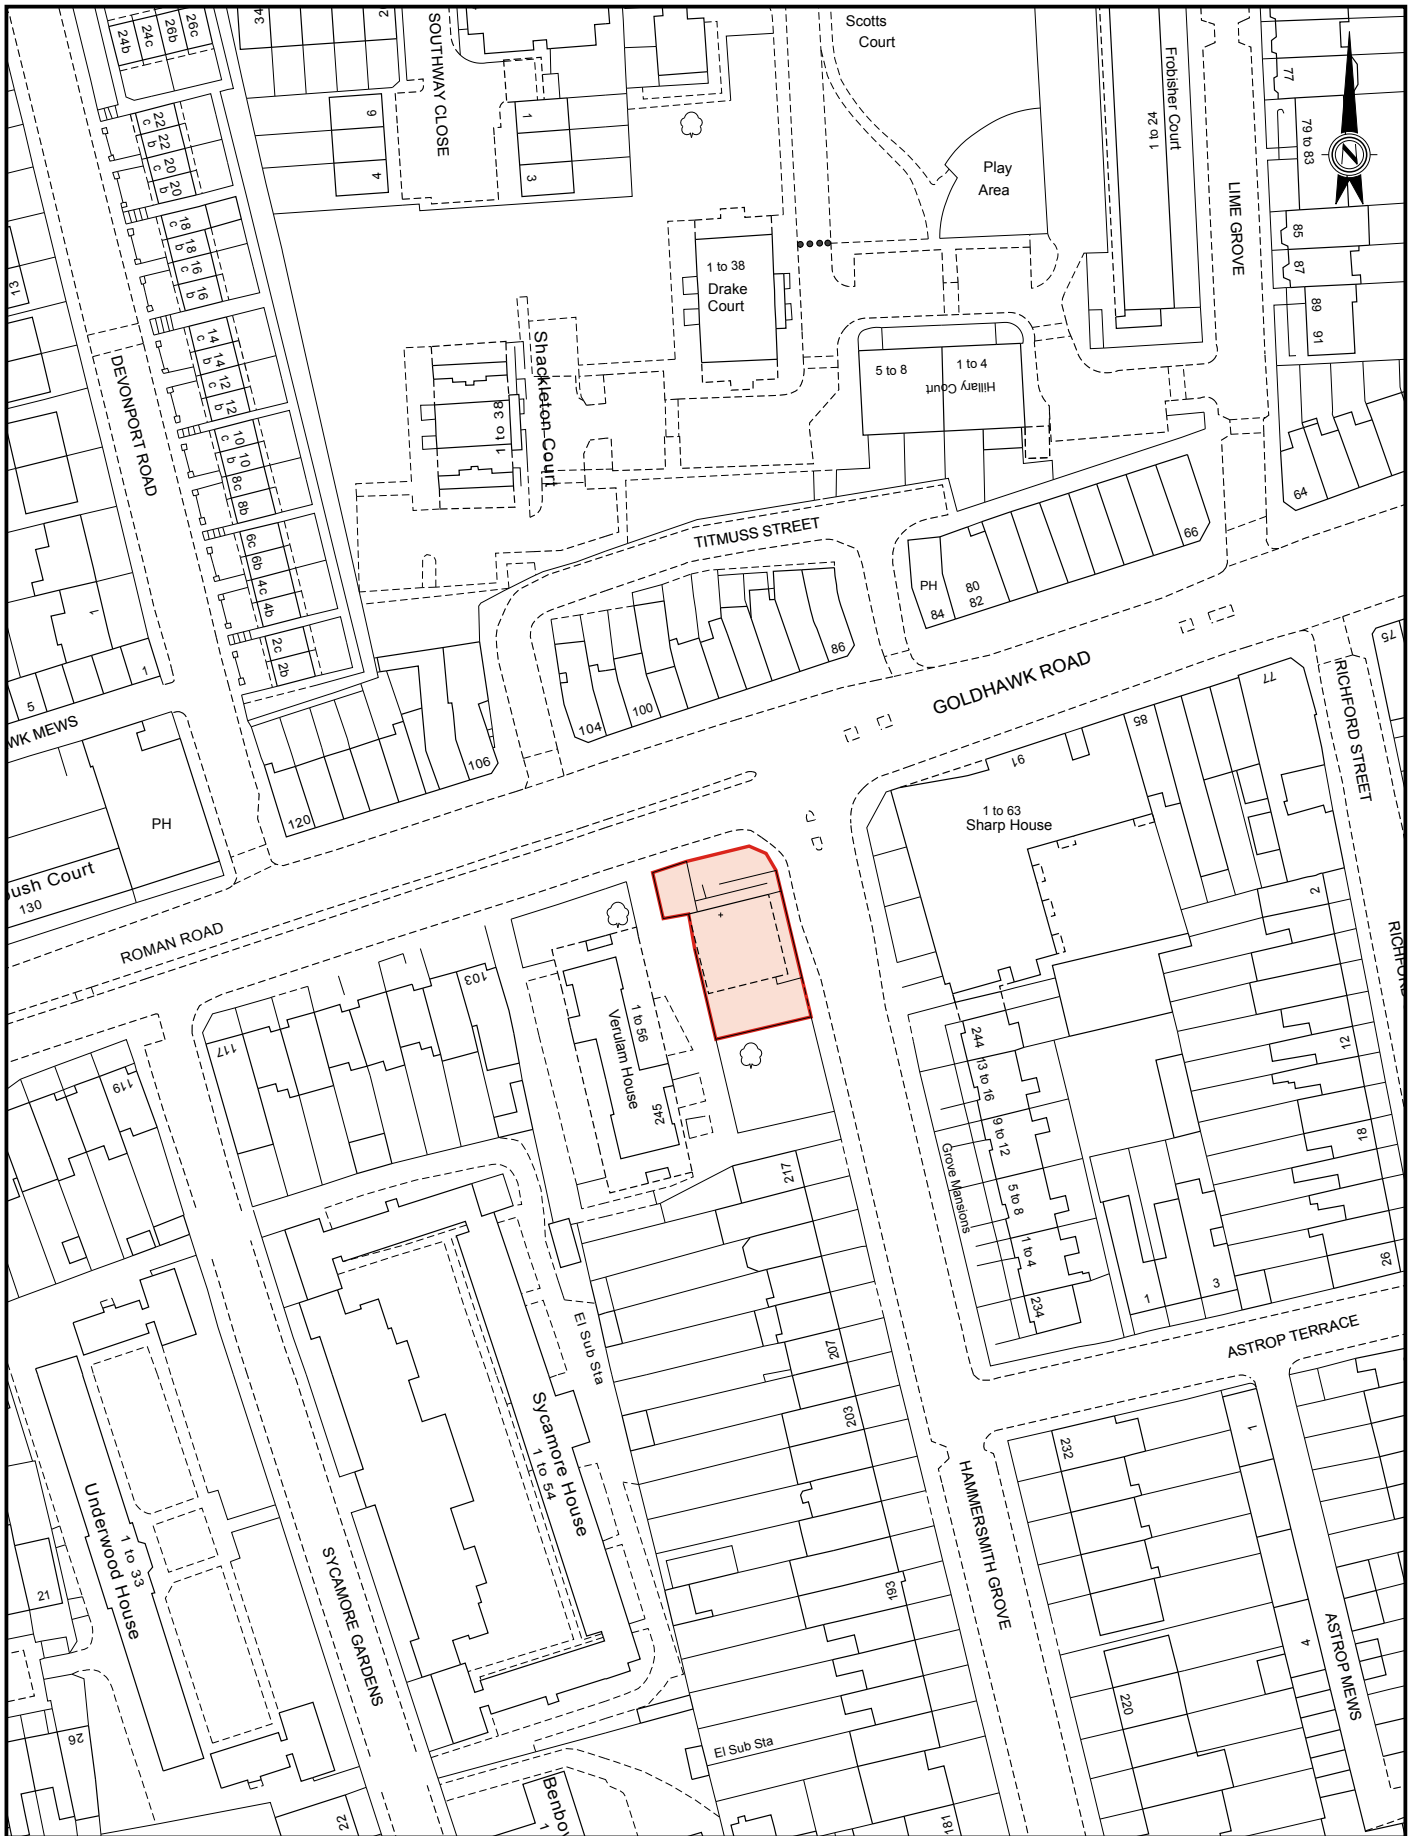 24b
24c
26b
26c
34
2
SOUTHWAY CLOSE
Scotts
Court
Frobisher Court
1 to 24
77
79 to 83
N
22
c
22
b
20
c
20
b
9
4
1
3
Play
Area
LIME GROVE
18
c
18
b
16
c
16
b
85
87
89
91
13
1 to 38
Drake
Court
14
c
14
b
12
c
12
b
DEVONPORT ROAD
Shackleton Court
1 to 38
5 to 8
1 to 4
Hillary Court
10
c
10
b
8c
8b
64
6c
6b
4c
4b
TITMUSS STREET
66
PH
84
80
82
1
2c
2b
1
5
86
75
GOLDHAWK ROAD
RICHFORD STREET
77
WK MEWS
104
100
106
85
91
PH
120
1 to 63
Sharp House
ush Court
130
2
ROMAN ROAD
103
RICHFORD
1 to 56
Verulam House
245
117
244
13 to 16
12
119
9 to 12
18
Grove Mansions
217
5 to 8
1 to 4
26
1
3
234
El Sub Sta
207
ASTROP TERRACE
Sycamore House
1 to 54
203
232
1
Underwood House
1 to 33
HAMMERSMITH GROVE
21
SYCAMORE GARDENS
193
ASTROP MEWS
4
220
26
El Sub Sta
22
Benbow
1
181